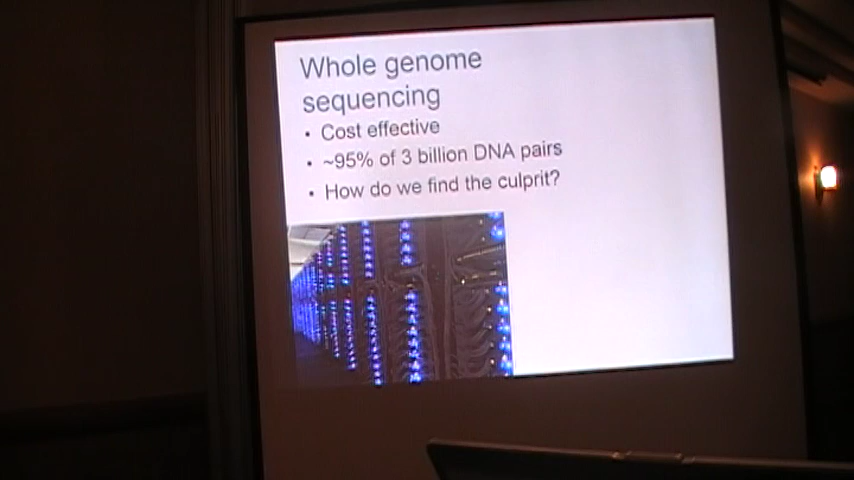 Whole genome
sequencing
• Cost effective
• ~95% of 3 billion DNA pairs
• How do we find the culprit?